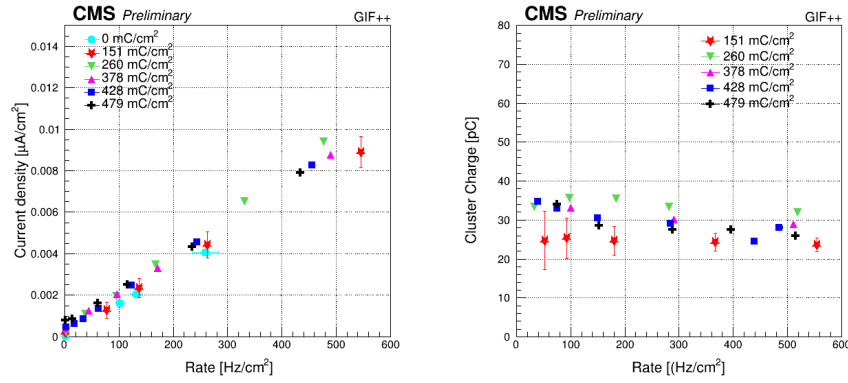 CMS Preliminary GIF++
0 mC/cm²
151 mC/cm²
260 mC/cm²
378 mC/cm²
428 mC/cm²
479 mC/cm²
0.014
0.012
0.01
0.008
0.006
0.004
0.002
0
Current density [μA/cm²]
0 100 200 300 400 500 600
Rate [Hz/cm²]
CMS Preliminary GIF++
151 mC/cm²
260 mC/cm²
378 mC/cm²
428 mC/cm²
479 mC/cm²
80
70
60
50
40
30
20
10
0
Cluster Charge [pC]
0 100 200 300 400 500 600
Rate [(Hz/cm²]